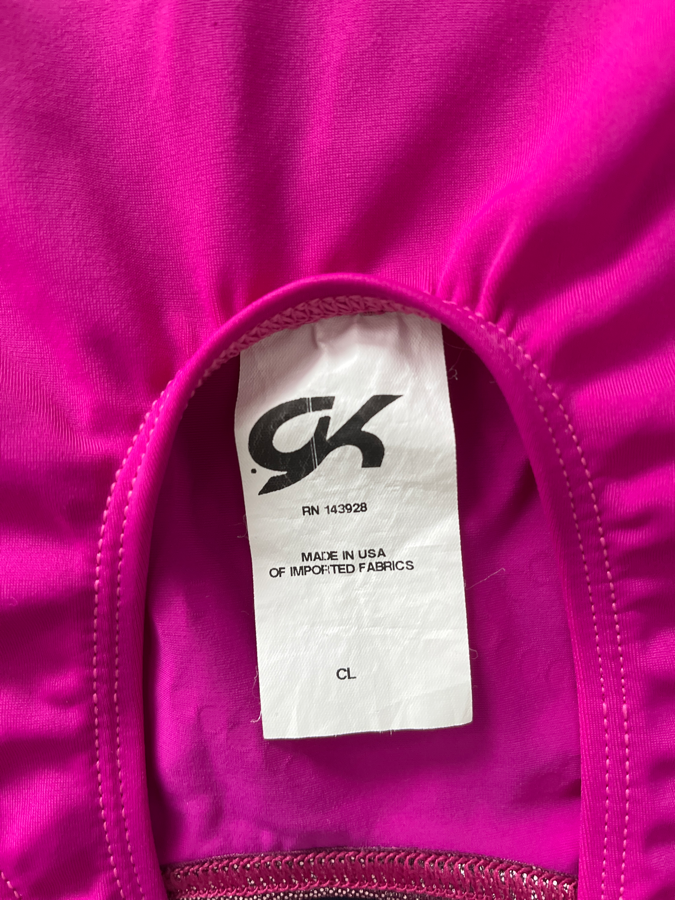 GK
RN 143928
MADE IN USA
OF IMPORTED FABRICS
CL